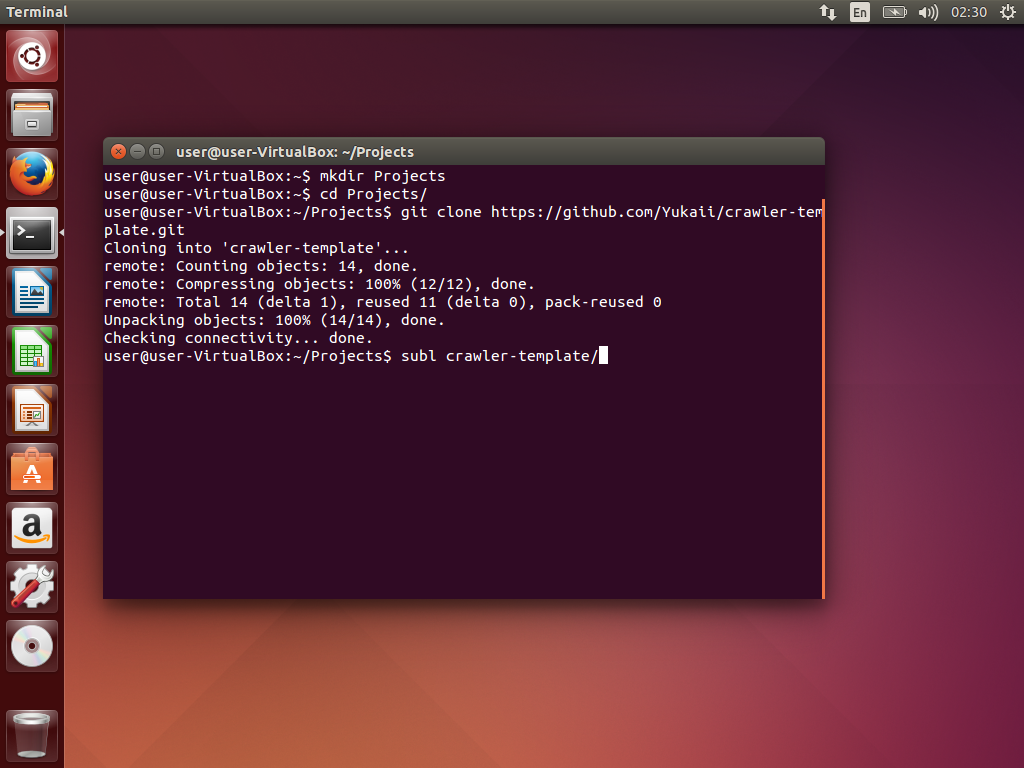 Terminal
En
02:30
user@user-VirtualBox: ~/Projects
user@user-VirtualBox:~$ mkdir Projects
user@user-VirtualBox:~$ cd Projects/
user@user-VirtualBox:~/Projects$ git clone https://github.com/Yukaii/crawler-tem
plate.git
Cloning into 'crawler-template'...
remote: Counting objects: 14, done.
remote: Compressing objects: 100% (12/12), done.
remote: Total 14 (delta 1), reused 11 (delta 0), pack-reused 0
Unpacking objects: 100% (14/14), done.
Checking connectivity... done.
user@user-VirtualBox:~/Projects$ subl crawler-template/